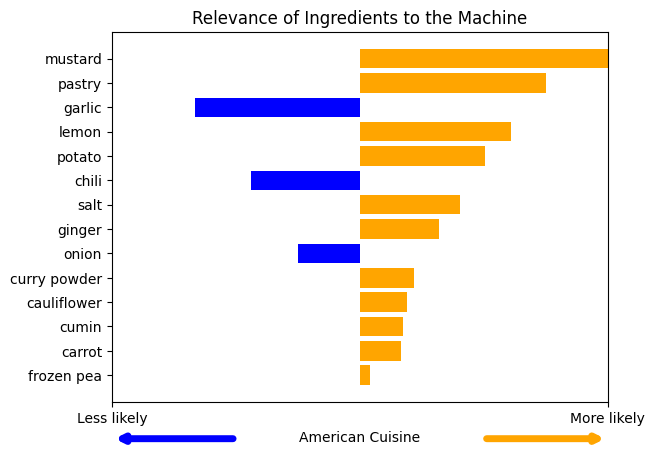 Relevance of Ingredients to the Machine
mustard
pastry
garlic
lemon
potato
chili
salt
ginger
onion
curry powder
cauliflower
cumin
carrot
frozen pea
Less likely
More likely
American Cuisine